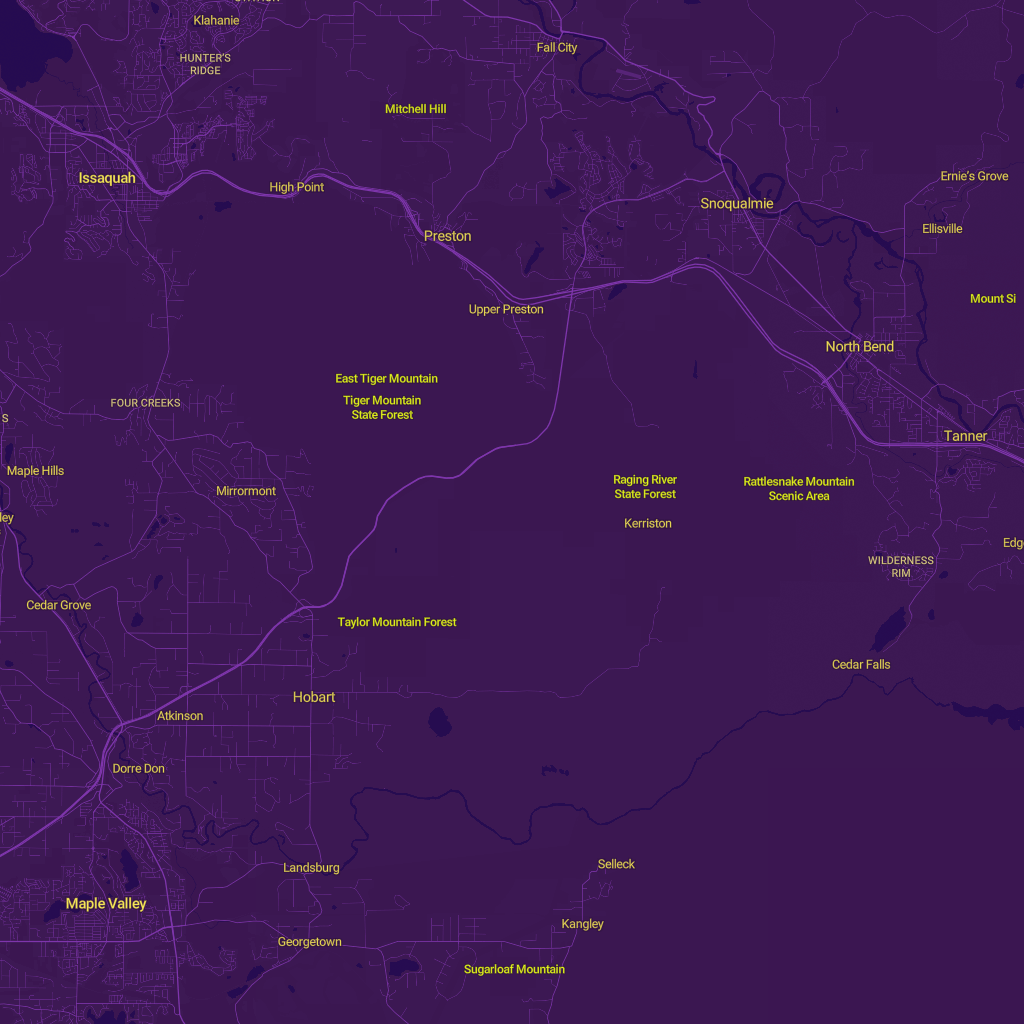 Klahanie
HUNTER'S
RIDGE
Fall City
Mitchell Hill
Issaquah
High Point
Ernie's Grove
Snoqualmie
Ellisville
Preston
Mount Si
Upper Preston
North Bend
East Tiger Mountain
Tiger Mountain
State Forest
FOUR CREEKS
S
Tanner
Maple Hills
Mirrormont
Raging River
State Forest
Rattlesnake Mountain
Scenic Area
ley
Kerriston
Edg
WILDERNESS
RIM
Cedar Grove
Taylor Mountain Forest
Cedar Falls
Hobart
Atkinson
Dorre Don
Landsburg
Selleck
Maple Valley
Kangley
Georgetown
Sugarloaf Mountain